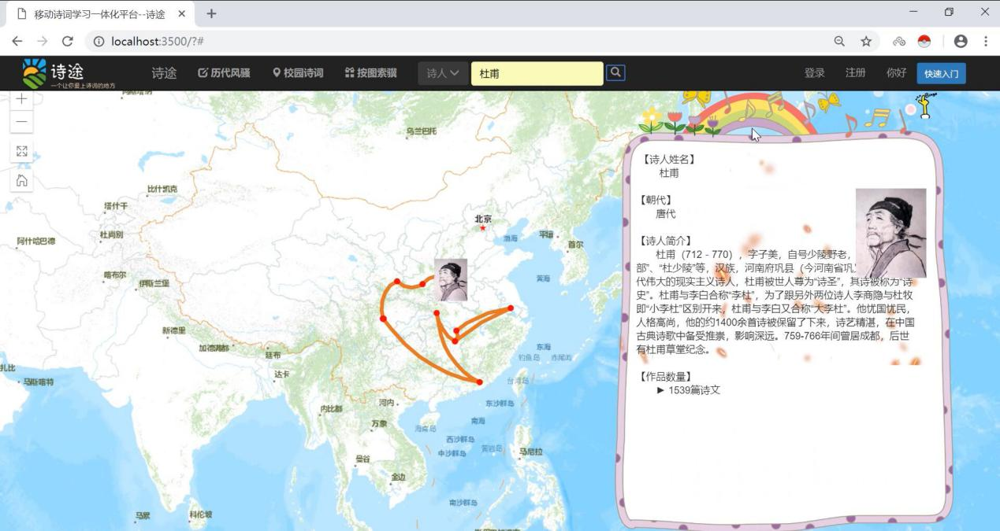 移动诗词学习一体化平台--诗途
localhost:3500/?#
诗途
一个让你爱上诗词的地方
诗途
历代风骚
校园诗词
按图索骥
诗人
杜甫
登录
注册
你好
快速入门
乌兰巴托
比什凯克
塔什干
杜尚别
阿什哈巴德
喀布尔
伊斯兰堡
新德里
加德满都
廷布
达卡
马斯喀特
内比都
河内
万象
曼谷
金边
马累
科伦坡
北京
渤海
平壤
首尔
黄海
东海
钓鱼岛
赤尾屿
台湾岛
东沙群岛
南海
海南岛
西沙群岛
中沙群岛
黄岩岛
马尼拉
南沙群岛
【诗人姓名】
杜甫
【朝代】
唐代
【诗人简介】
杜甫（712 - 770），字子美，自号少陵野老，
部”、“杜少陵”等，汉族，河南府巩县（今河南省巩
代伟大的现实主义诗人，杜甫被世人尊为“诗圣”，其诗被称为“诗
史”。杜甫与李白合称“李杜”，为了跟另外两位诗人李商隐与杜牧
即“小李杜”区别开来，杜甫与李白又合称“大李杜”。他忧国忧民，
人格高尚，他的约1400余首诗被保留了下来，诗艺精湛，在中国
古典诗歌中备受推崇，影响深远。759-766年间曾居成都，后世
有杜甫草堂纪念。
【作品数量】
► 1539篇诗文